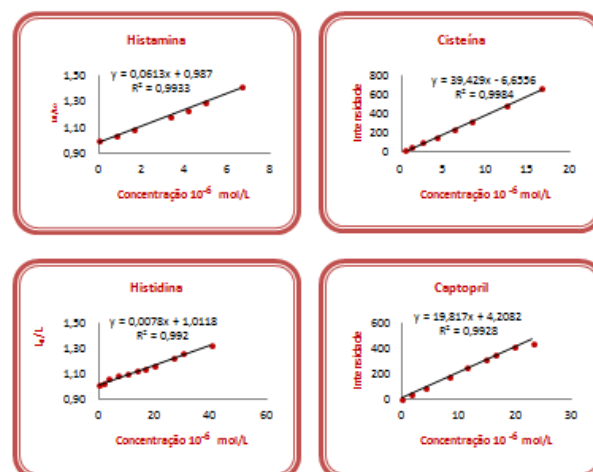 Histamina
y = 0,0613x + 0,987
R² = 0,9933
1,50
1,30
1,10
0,90
0 2 4 6 8
Concentração 10⁻⁶ mol/L
Cisteína
y = 39,429x - 6,6556
R² = 0,9984
Intensidade
800
600
400
200
0
0 5 10 15 20
Concentração 10⁻⁶ mol/L
Histidina
y = 0,0078x + 1,0118
R² = 0,992
1,50
1,30
1,10
0,90
0 20 40 60
Concentração 10⁻⁶ mol/L
Captopril
y = 19,817x + 4,2082
R² = 0,9928
Intensidade
600
400
200
0
0 10 20 30
Concentração 10⁻⁶ mol/L